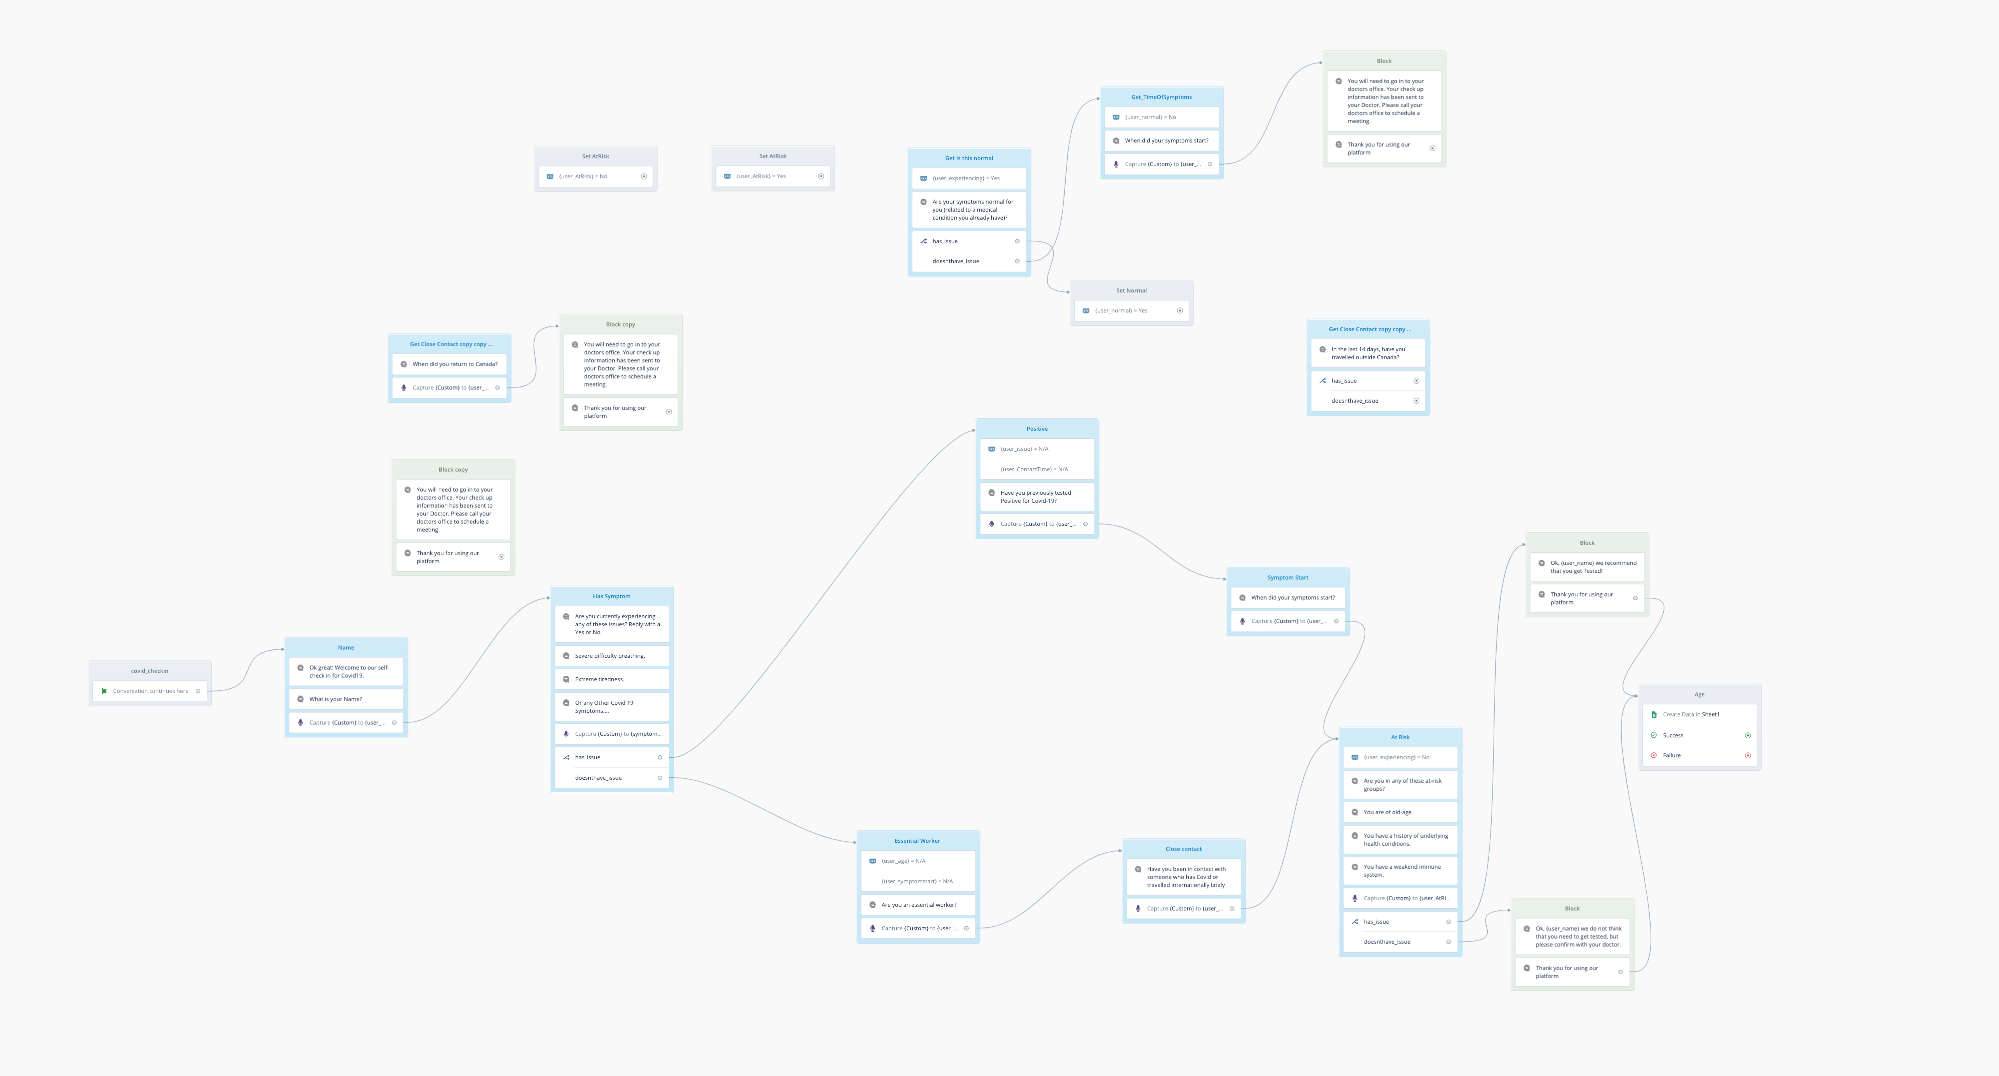 Block
You will need to go in to your
doctors office. Your check up
information has been sent to
your Doctor. Please call your
doctors office to schedule a
meeting.
Thank you for using our
platform
Get_TimeOfSymptoms
{user_normal} = No
When did your symptoms start?
Capture {Custom} to {user_...
Set AtRisk
{user_AtRisk} = No
Set AtRisk
{user_AtRisk} = Yes
Get is this normal
{user_experiencing} = Yes
Are your symptoms normal for
you (related to a medical
condition you already have)?
has_issue
doesnthave_issue
Set Normal
{user_normal} = Yes
Get Close Contact copy copy ...
When did you return to Canada?
Capture {Custom} to {user_...
Block copy
You will need to go in to your
doctors office. Your check up
information has been sent to
your Doctor. Please call your
doctors office to schedule a
meeting.
Thank you for using our
platform
Get Close Contact copy copy ...
In the last 14 days, have you
travelled outside Canada?
has_issue
doesnthave_issue
Block copy
You will need to go in to your
doctors office. Your check up
information has been sent to
your Doctor. Please call your
doctors office to schedule a
meeting.
Thank you for using our
platform
Positive
{user_issue} = N/A
{user_ContactTime} = N/A
Have you previously tested
Positive for Covid-19?
Capture {Custom} to {user_...
Symptom Start
When did your symptoms start?
Capture {Custom} to {user_...
Block
Ok, {user_name} we recommend
that you get Tested!
Thank you for using our
platform
covid_checkin
Conversation continues here
Name
Ok great! Welcome to our self-
check in for Covid19.
What is your Name?
Capture {Custom} to {user_...
Has Symptom
Are you currently experiencing
any of these issues? Reply with a
Yes or No
Severe difficulty breathing.
Extreme tiredness.
Or any Other Covid 19
Symptoms....
Capture {Custom} to {symptom...
has_issue
doesnthave_issue
Age
Create Data in Sheet1
Success
Failure
Essential Worker
{user_age} = N/A
{user_symptomstart} = N/A
Are you an essential worker?
Capture {Custom} to {user_i...
Close contact
Have you been in contact with
someone who has Covid or
travelled internationally lately
Capture {Custom} to {user_...
At Risk
{user_experiencing} = No
Are you in any of these at-risk
groups?
You are of old-age.
You have a history of underlying
health conditions.
You have a weakend immune
system.
Capture {Custom} to {user_AtRi...
has_issue
doesnthave_issue
Block
Ok, {user_name} we do not think
that you need to get tested, but
please confirm with your doctor.
Thank you for using our
platform